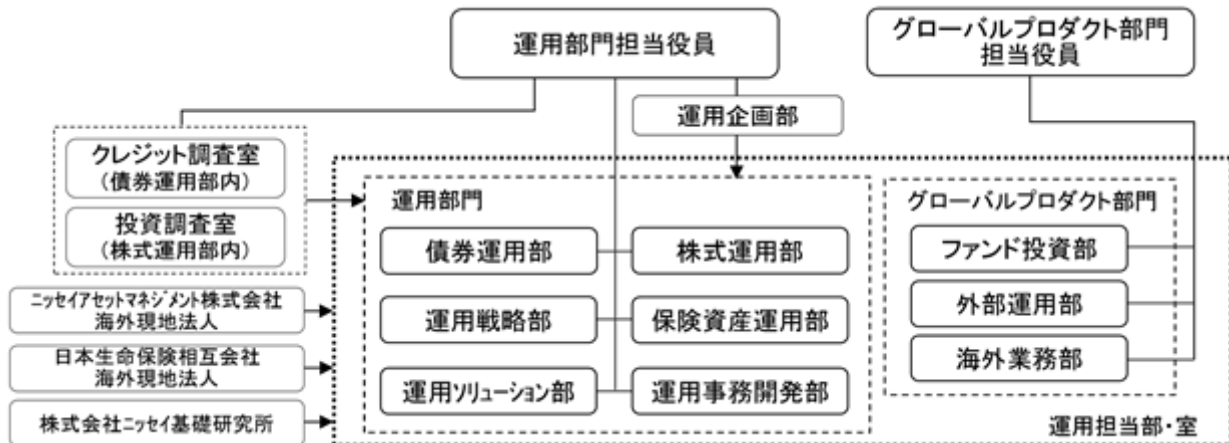 運用部門担当役員
グローバルプロダクト部門
担当役員
運用企画部
クレジット調査室
(債券運用部内)
投資調査室
(株式運用部内)
ニッセイアセットマネジメント株式会社
海外現地法人
日本生命保険相互会社
海外現地法人
株式会社ニッセイ基礎研究所
運用部門
債券運用部
株式運用部
運用戦略部
保険資産運用部
運用ソリューション部
運用事務開発部
グローバルプロダクト部門
ファンド投資部
外部運用部
海外業務部
運用担当部・室